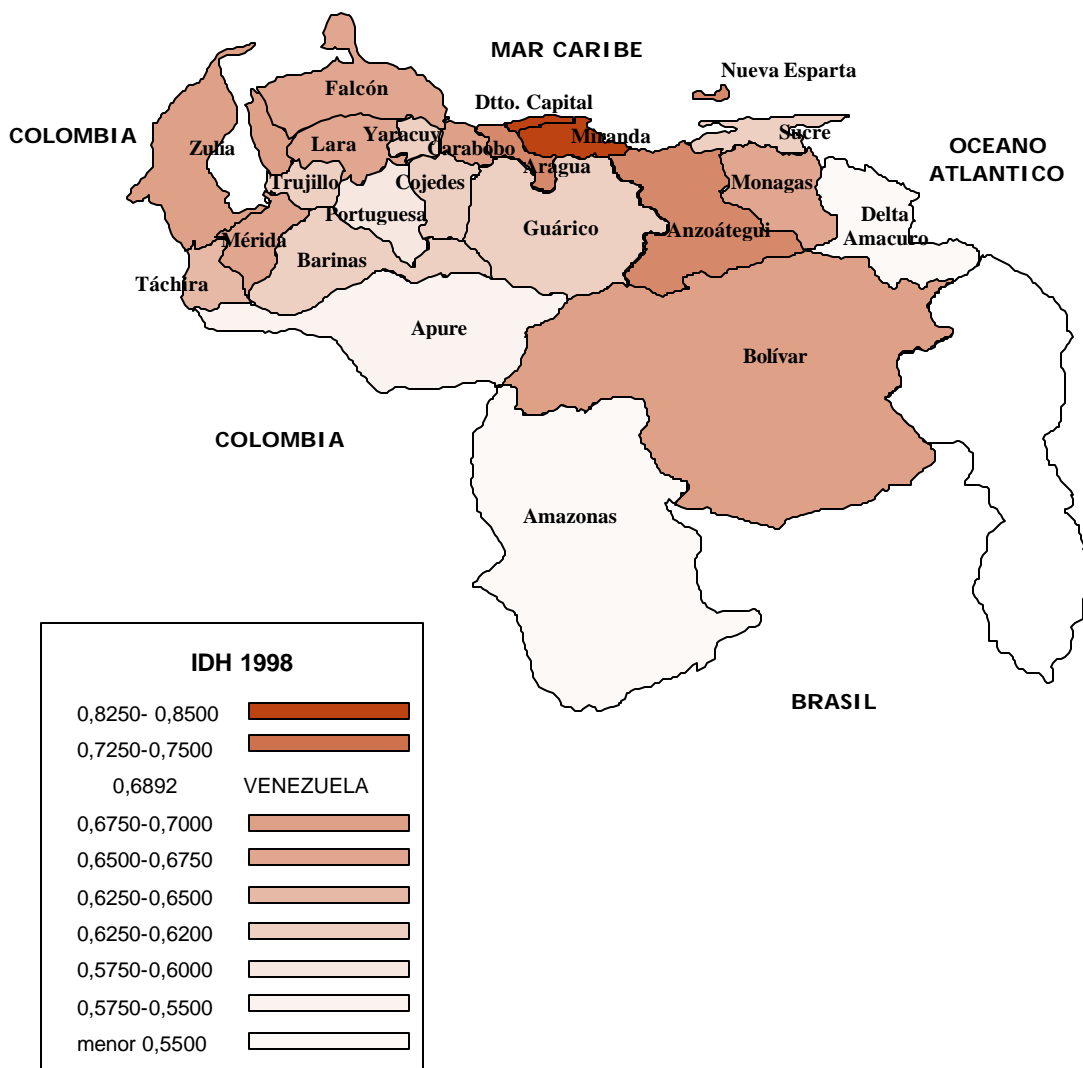 MAR CARIBE
Nueva Esparta
Falcón
Dtto. Capital
COLOMBIA
Zulia
Lara
Yaracuy
Carabobo
Miranda
Sucre
OCEANO
ATLANTICO
Aragua
Trujillo
Cojedes
Monagas
Portuguesa
Delta
Amacuro
Guárico
Anzoátegui
Mérida
Barinas
Táchira
Apure
Bolívar
COLOMBIA
Amazonas
BRASIL
IDH 1998
0,8250- 0,8500
0,7250-0,7500
0,6892 VENEZUELA
0,6750-0,7000
0,6500-0,6750
0,6250-0,6500
0,6250-0,6200
0,5750-0,6000
0,5750-0,5500
menor 0,5500